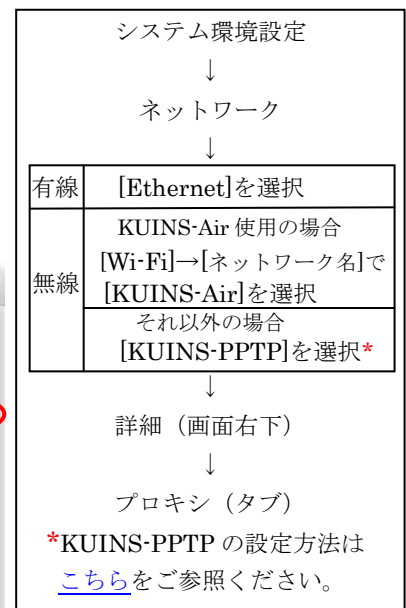 システム環境設定
↓
ネットワーク
↓
有線 [Ethernet]を選択
無線 KUINS-Air 使用の場合
[Wi-Fi]→[ネットワーク名]で
[KUINS-Air]を選択
それ以外の場合
[KUINS-PPTP]を選択*
↓
詳細（画面右下）
↓
プロキシ（タブ）
*KUINS-PPTP の設定方法は
こちらをご参照ください。